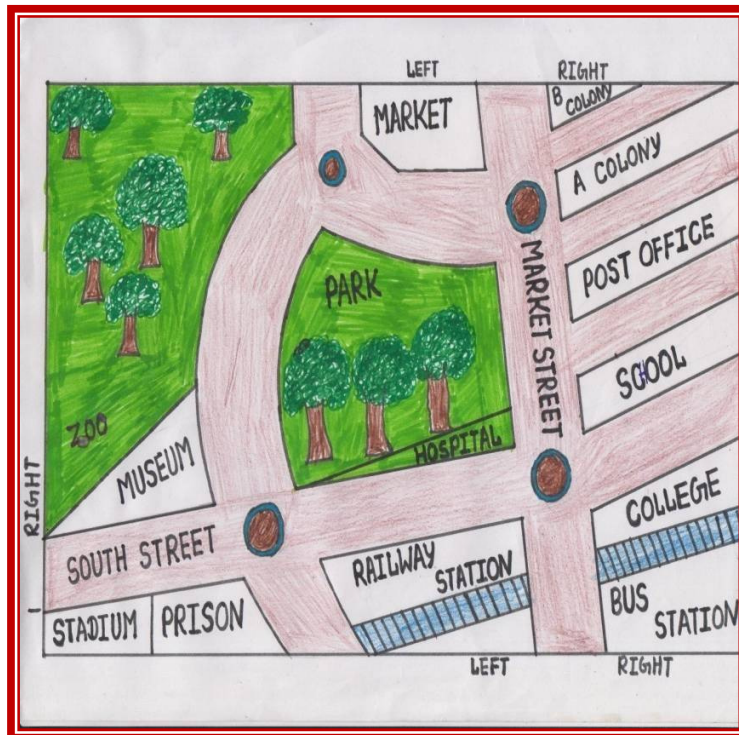 LEFT
RIGHT
MARKET
B COLONY
A COLONY
POST OFFICE
MARKET STREET
PARK
SCHOOL
HOSPITAL
ZOO
MUSEUM
RIGHT
SOUTH STREET
COLLEGE
RAILWAY
STATION
BUS
STATION
STADIUM
PRISON
LEFT
RIGHT